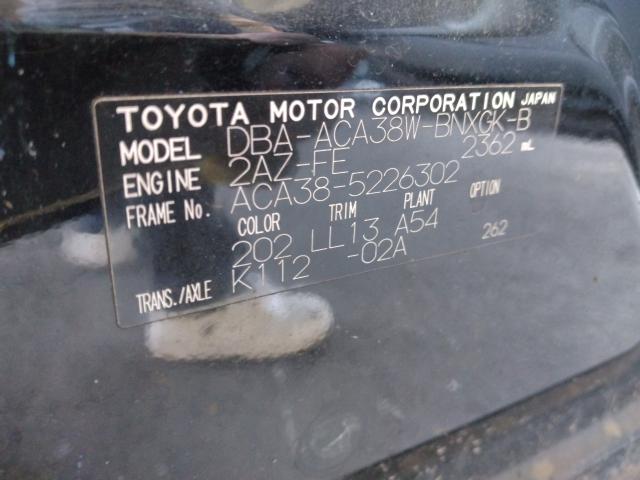 TOYOTA MOTOR CORPORATION JAPAN
MODEL DBA-ACA38W-BNXGK-B
ENGINE 2AZ-FE 2362 mL
FRAME No. ACA38-5226302
COLOR TRIM PLANT OPTION
202 LL13 A54 262
TRANS./AXLE K112 -02A